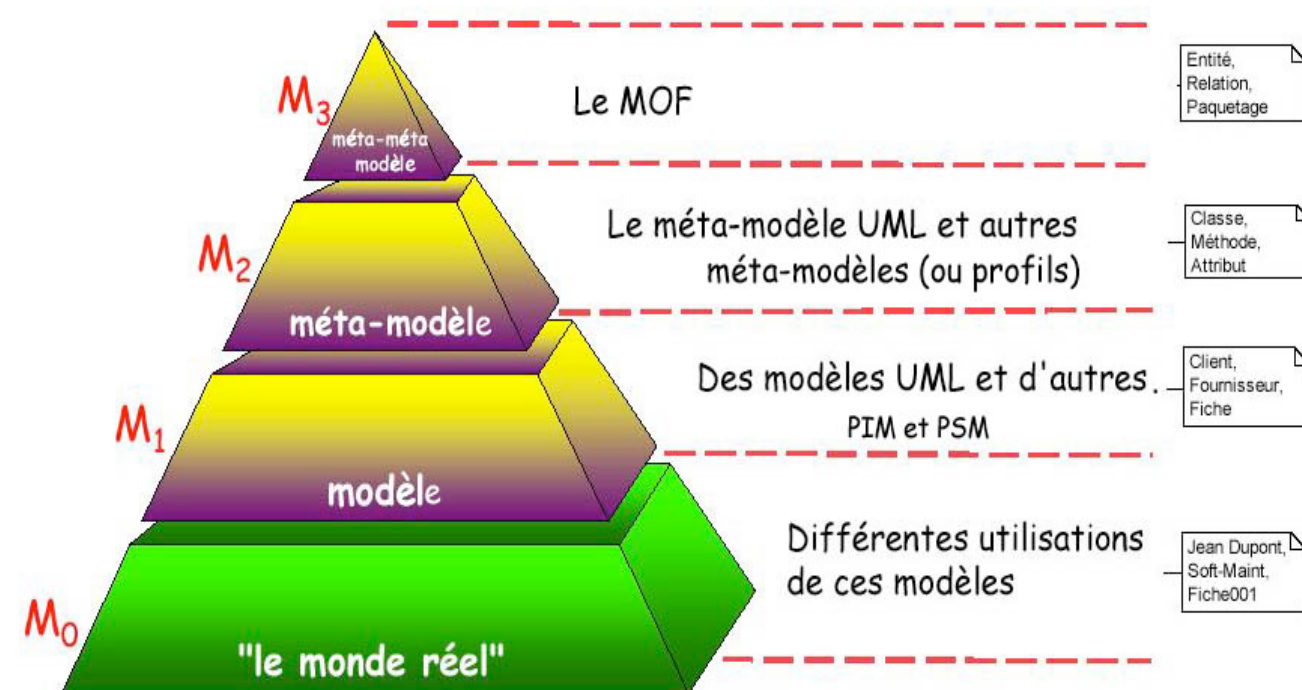 M3
méta-méta
modèle
Le MOF
Entité,
Relation,
Paquetage
M2
méta-modèle
Le méta-modèle UML et autres
méta-modèles (ou profils)
Classe,
Méthode,
Attribut
M1
modèle
Des modèles UML et d'autres.
PIM et PSM
Client,
Fournisseur,
Fiche
M0
"le monde réel"
Différentes utilisations
de ces modèles
Jean Dupont,
Soft-Maint,
Fiche001